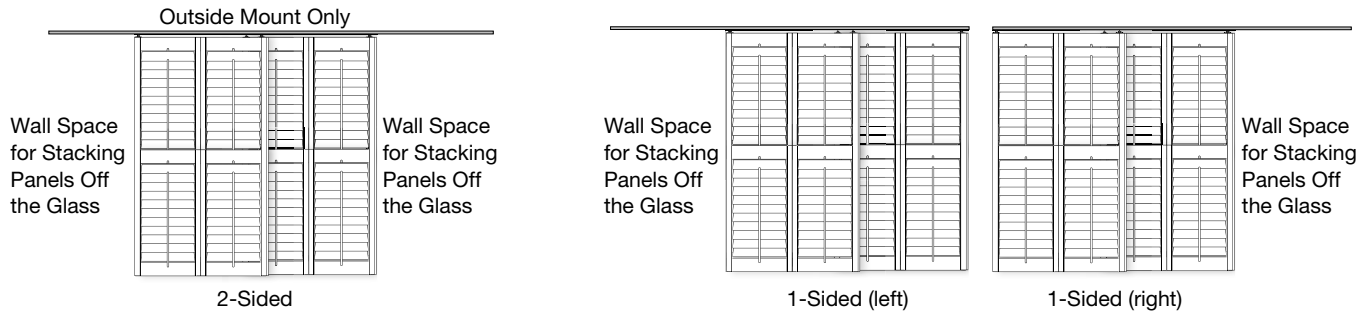 Outside Mount Only
Wall Space
for Stacking
Panels Off
the Glass
Wall Space
for Stacking
Panels Off
the Glass
2-Sided
Wall Space
for Stacking
Panels Off
the Glass
1-Sided (left)
Wall Space
for Stacking
Panels Off
the Glass
1-Sided (right)